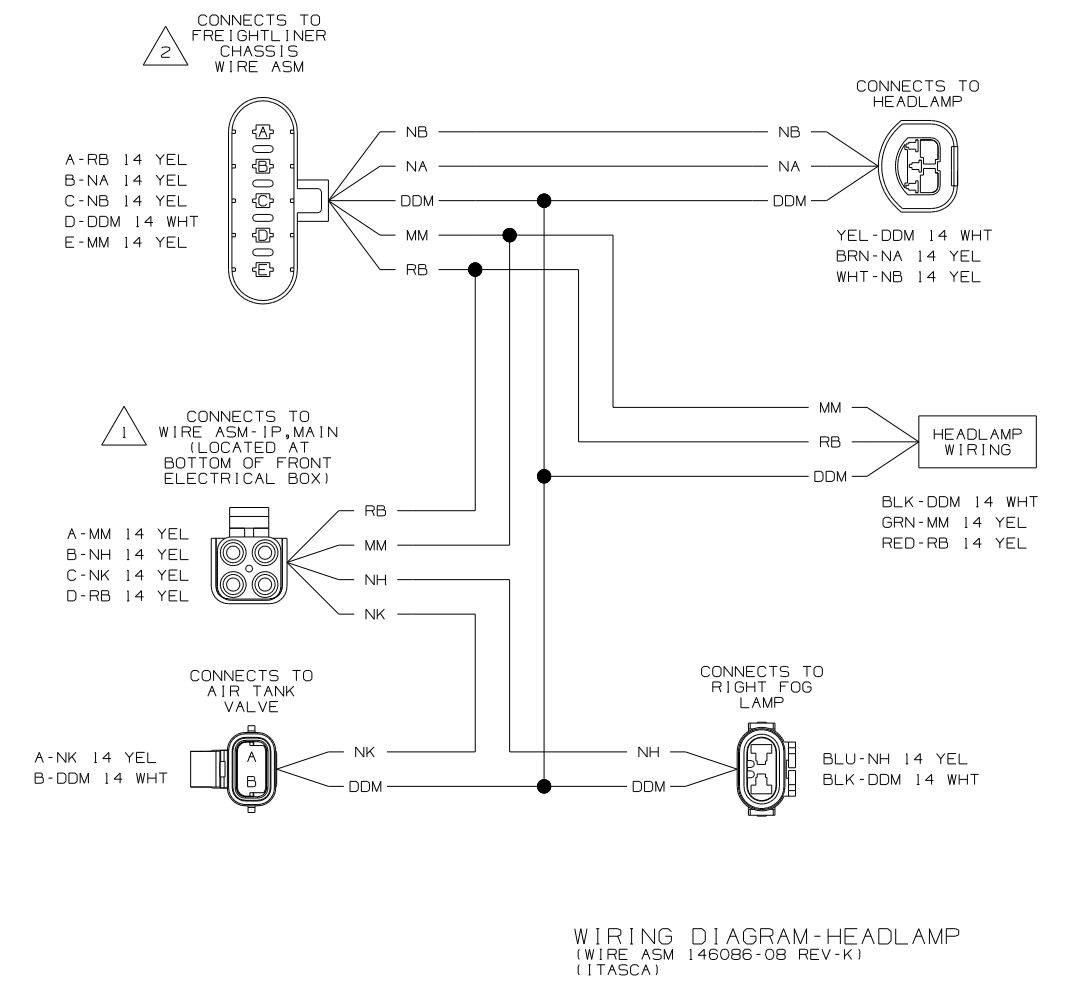 CONNECTS TO
FREIGHTLINER
CHASSIS
WIRE ASM
2
A
B
C
D
E
A-RB 14 YEL
B-NA 14 YEL
C-NB 14 YEL
D-DDM 14 WHT
E-MM 14 YEL
NB
NA
DDM
MM
RB
NB
NA
DDM
CONNECTS TO
HEADLAMP
YEL-DDM 14 WHT
BRN-NA 14 YEL
WHT-NB 14 YEL
MM
RB
DDM
HEADLAMP
WIRING
BLK-DDM 14 WHT
GRN-MM 14 YEL
RED-RB 14 YEL
1
CONNECTS TO
WIRE ASM-IP,MAIN
(LOCATED AT
BOTTOM OF FRONT
ELECTRICAL BOX)
A-MM 14 YEL
B-NH 14 YEL
C-NK 14 YEL
D-RB 14 YEL
RB
MM
NH
NK
CONNECTS TO
AIR TANK
VALVE
A-NK 14 YEL
B-DDM 14 WHT
A
B
NK
DDM
NH
DDM
CONNECTS TO
RIGHT FOG
LAMP
BLU-NH 14 YEL
BLK-DDM 14 WHT
WIRING DIAGRAM-HEADLAMP
(WIRE ASM 146086-08 REV-K)
(ITASCA)